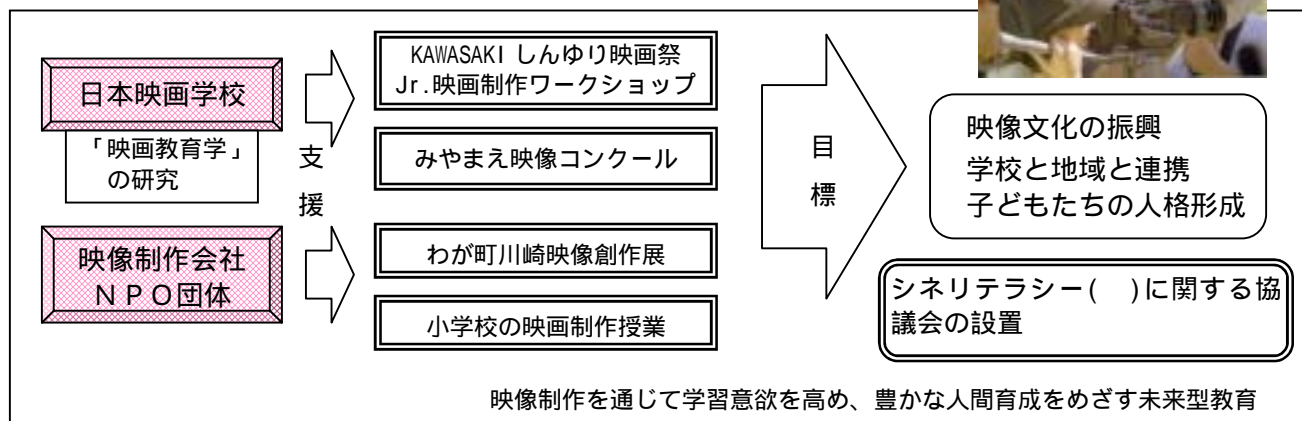 日本映画学校
「映画教育学」
の研究
映像制作会社
ＮＰＯ団体
支
援
KAWASAKI しんゆり映画祭
Jr.映画制作ワークショップ
みやまえ映像コンクール
わが町川崎映像創作展
小学校の映画制作授業
目
標
映像文化の振興
学校と地域と連携
子どもたちの人格形成
シネリテラシー(　)に関する協
議会の設置
映像制作を通じて学習意欲を高め、豊かな人間育成をめざす未来型教育